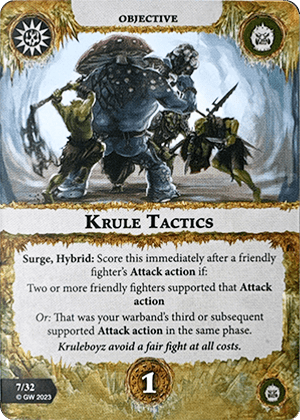 OBJECTIVE
KRULE TACTICS
Surge, Hybrid: Score this immediately after a friendly
fighter's Attack action if:
Two or more friendly fighters supported that Attack
action
Or: That was your warband's third or subsequent
supported Attack action in the same phase.
Kruleboyz avoid a fair fight at all costs.
7/32
© GW 2023
1